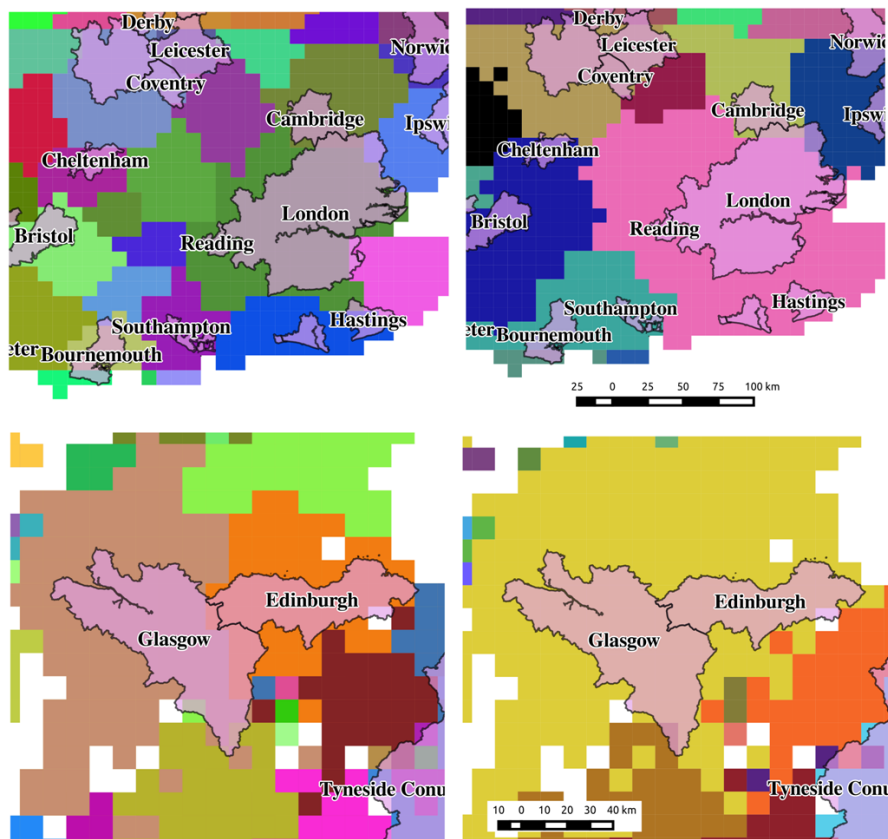 Derby
Leicester
Norwic
Coventry
Cambridge
Ipswi
Cheltenham
London
Bristol
Reading
Southampton
Hastings
eter
Bournemouth
Derby
Leicester
Norwi
Coventry
Cambridge
Ipswi
Cheltenham
London
Bristol
Reading
Southampton
Hastings
eter
Bournemouth
25 0 25 50 75 100 km
Edinburgh
Glasgow
Tyneside Conu
Edinburgh
Glasgow
Tyneside Conu
10 0 10 20 30 40 km